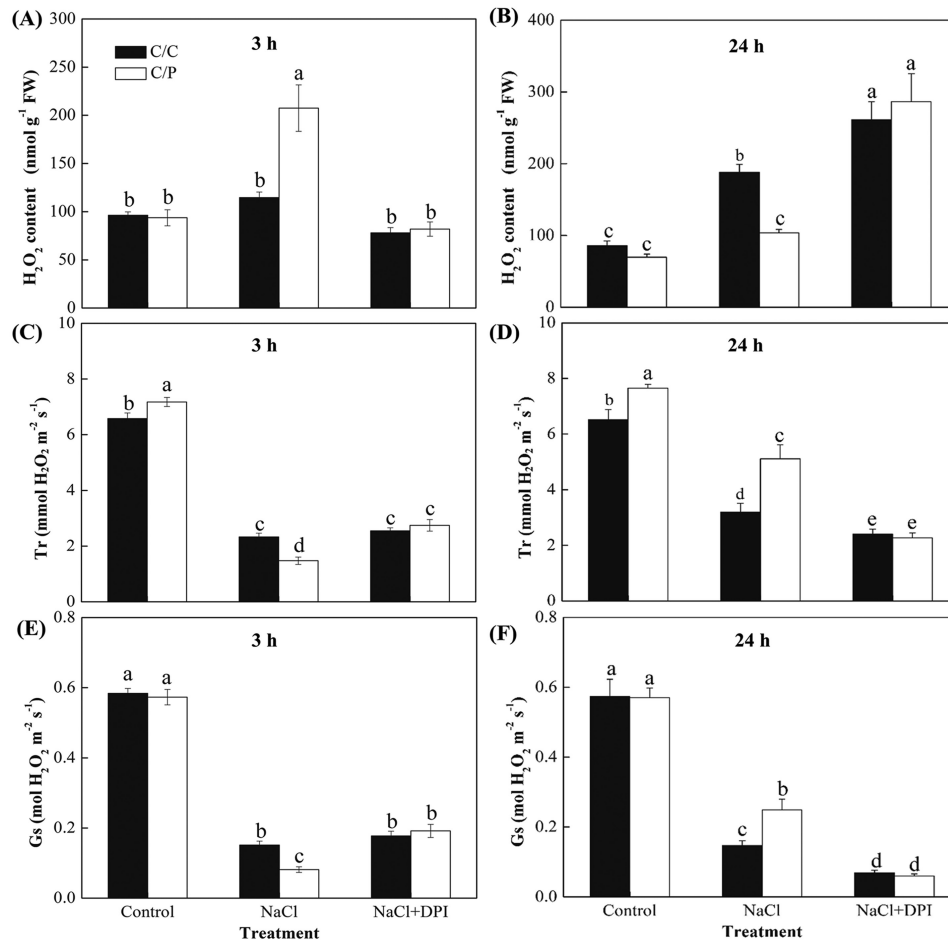 (A)
300
250
200
150
100
50
0
H₂O₂ content (nmol g⁻¹ FW)
3 h
C/C
C/P
b b b a b b
(B)
400
300
200
100
0
H₂O₂ content (nmol g⁻¹ FW)
24 h
c c b c a a
(C)
10
8
6
4
2
0
Tr (mmol H₂O₂ m⁻² s⁻¹)
3 h
b a c d c c
(D)
10
8
6
4
2
0
Tr (mmol H₂O₂ m⁻² s⁻¹)
24 h
b a d c e e
(E)
0.8
0.6
0.4
0.2
0.0
Gs (mol H₂O₂ m⁻² s⁻¹)
3 h
a a b c b b
Control NaCl NaCl+DPI
Treatment
(F)
0.8
0.6
0.4
0.2
0.0
Gs (mol H₂O₂ m⁻² s⁻¹)
24 h
a a c b d d
Control NaCl NaCl+DPI
Treatment